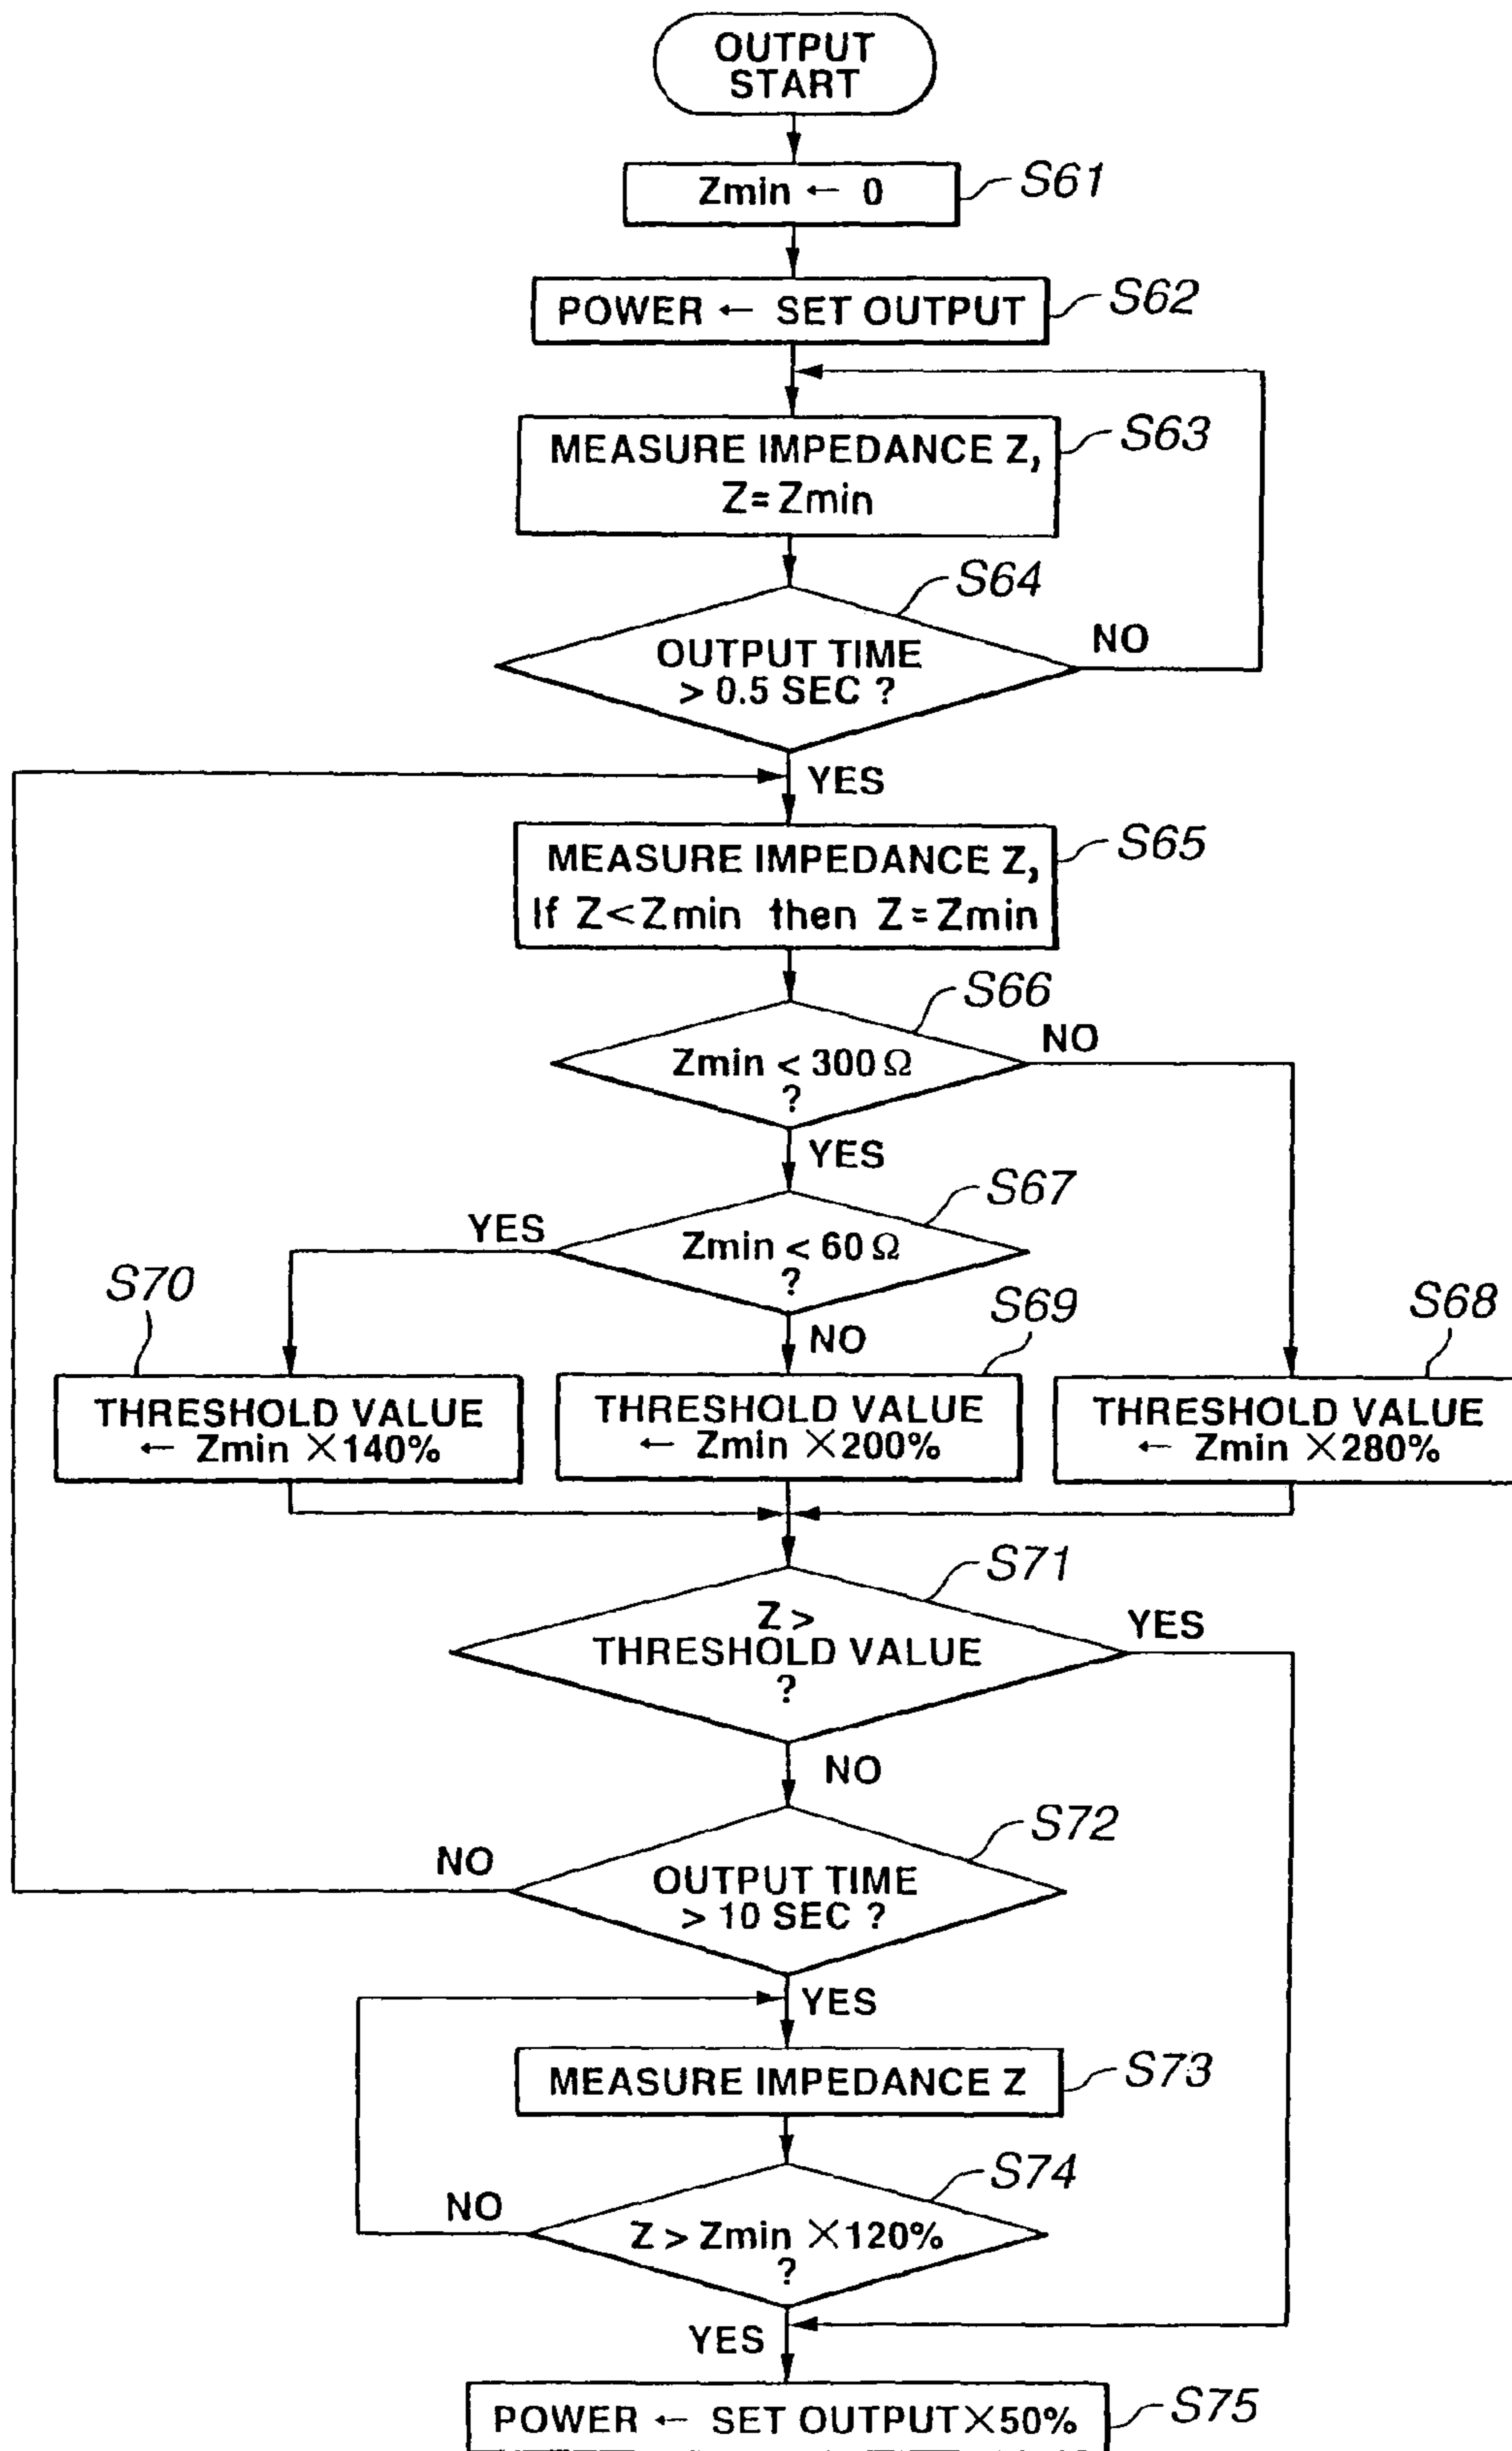 OUTPUT
START
Zmin ← 0
S61
POWER ← SET OUTPUT
S62
MEASURE IMPEDANCE Z,
Z=Zmin
S63
S64
OUTPUT TIME
> 0.5 SEC ?
NO
YES
MEASURE IMPEDANCE Z,
If Z<Zmin then Z=Zmin
S65
S66
Zmin < 300 Ω
?
NO
YES
S67
Zmin < 60 Ω
?
YES
NO
S70
THRESHOLD VALUE
← Zmin ×140%
S69
THRESHOLD VALUE
← Zmin ×200%
S68
THRESHOLD VALUE
← Zmin ×280%
S71
Z >
THRESHOLD VALUE
?
YES
NO
S72
OUTPUT TIME
> 10 SEC ?
NO
YES
MEASURE IMPEDANCE Z
S73
S74
Z > Zmin ×120%
?
NO
YES
POWER ← SET OUTPUT×50%
S75